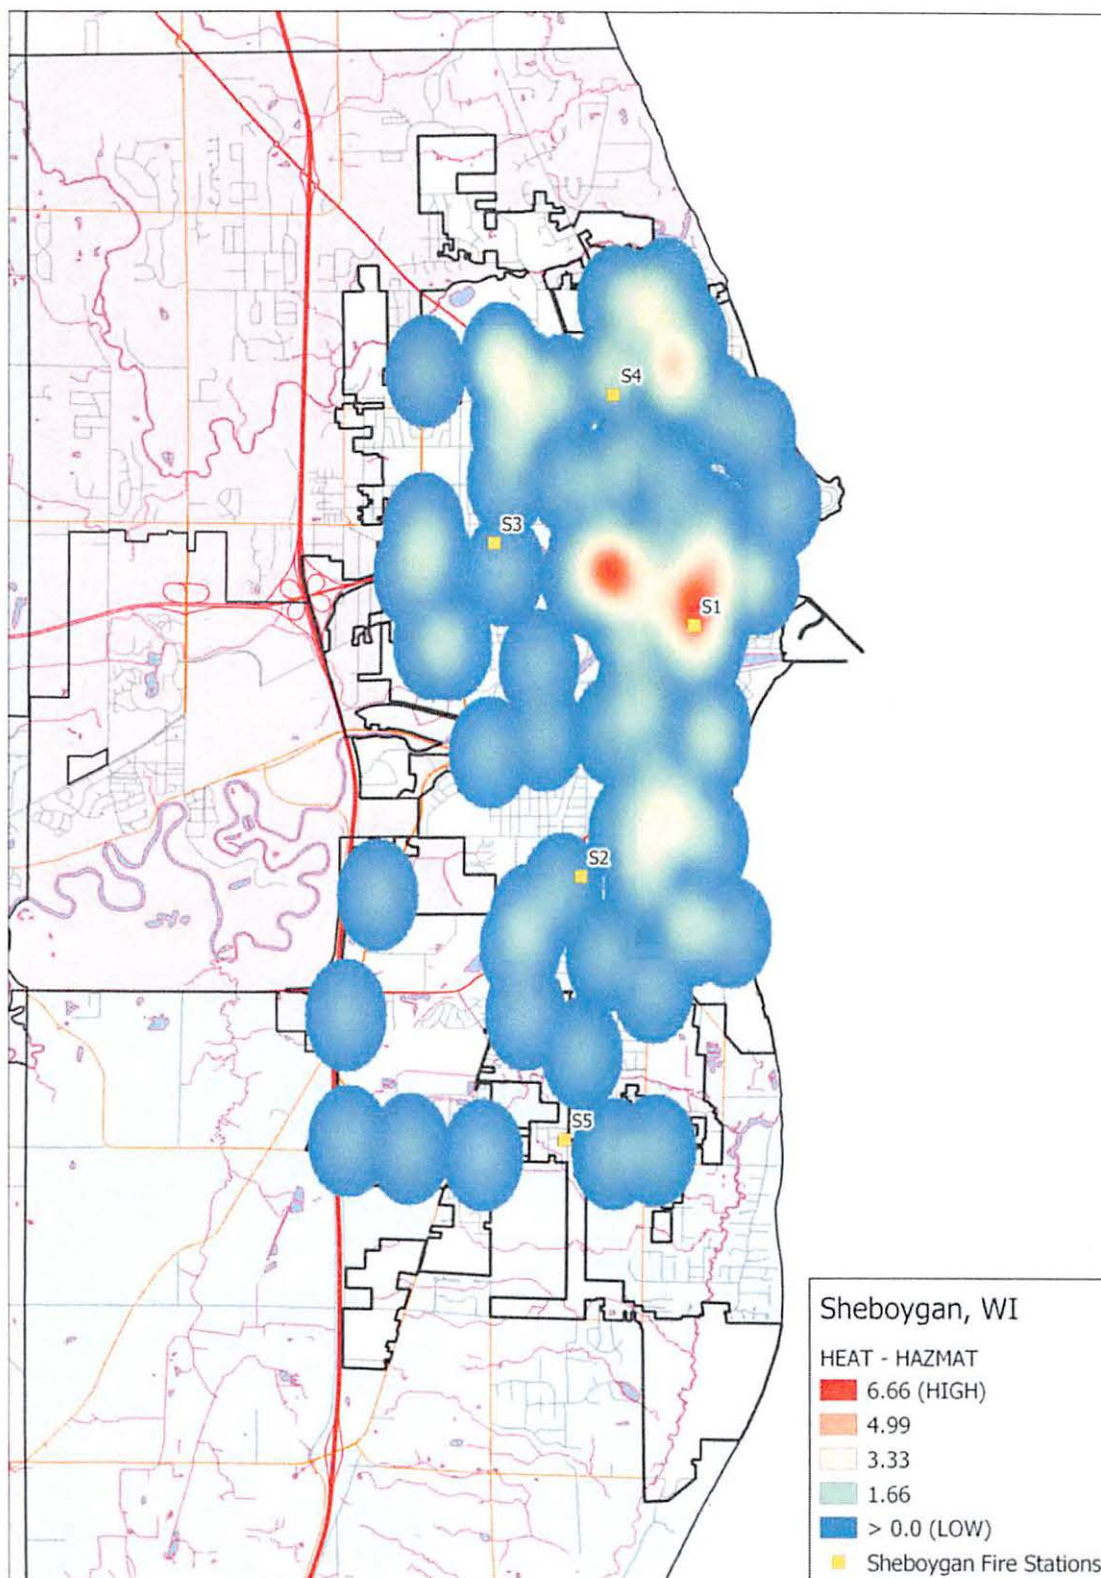 S4
S3
S1
S2
S5
Sheboygan, WI
HEAT - HAZMAT
6.66 (HIGH)
4.99
3.33
1.66
> 0.0 (LOW)
Sheboygan Fire Stations